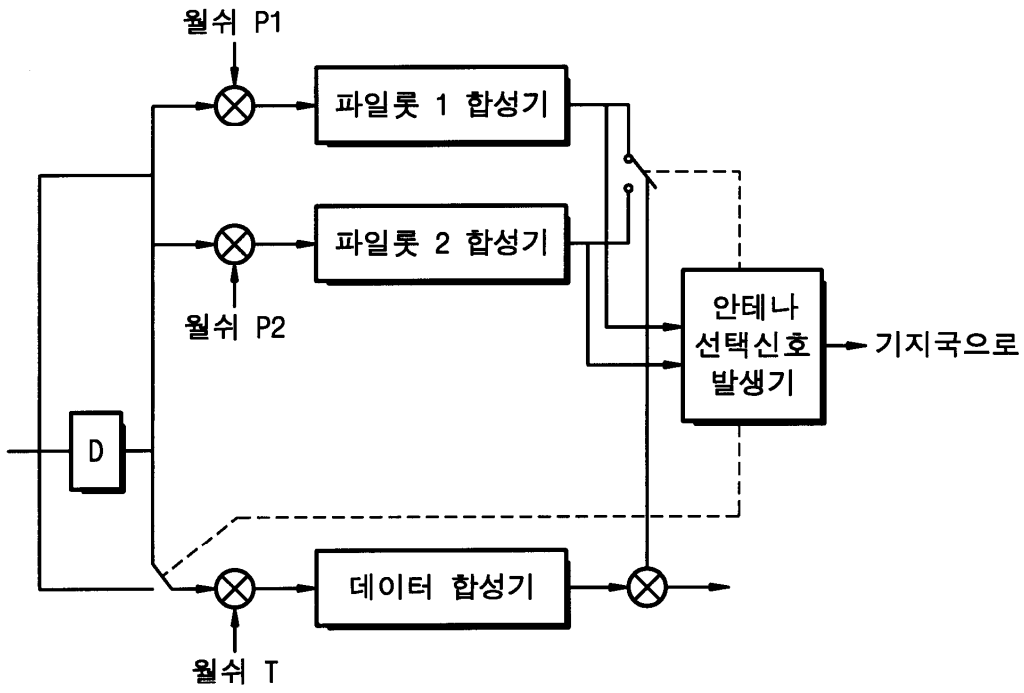 월쉬 P1
파일롯 1 합성기
파일롯 2 합성기
월쉬 P2
안테나
선택신호
발생기
기지국으로
D
데이터 합성기
월쉬 T